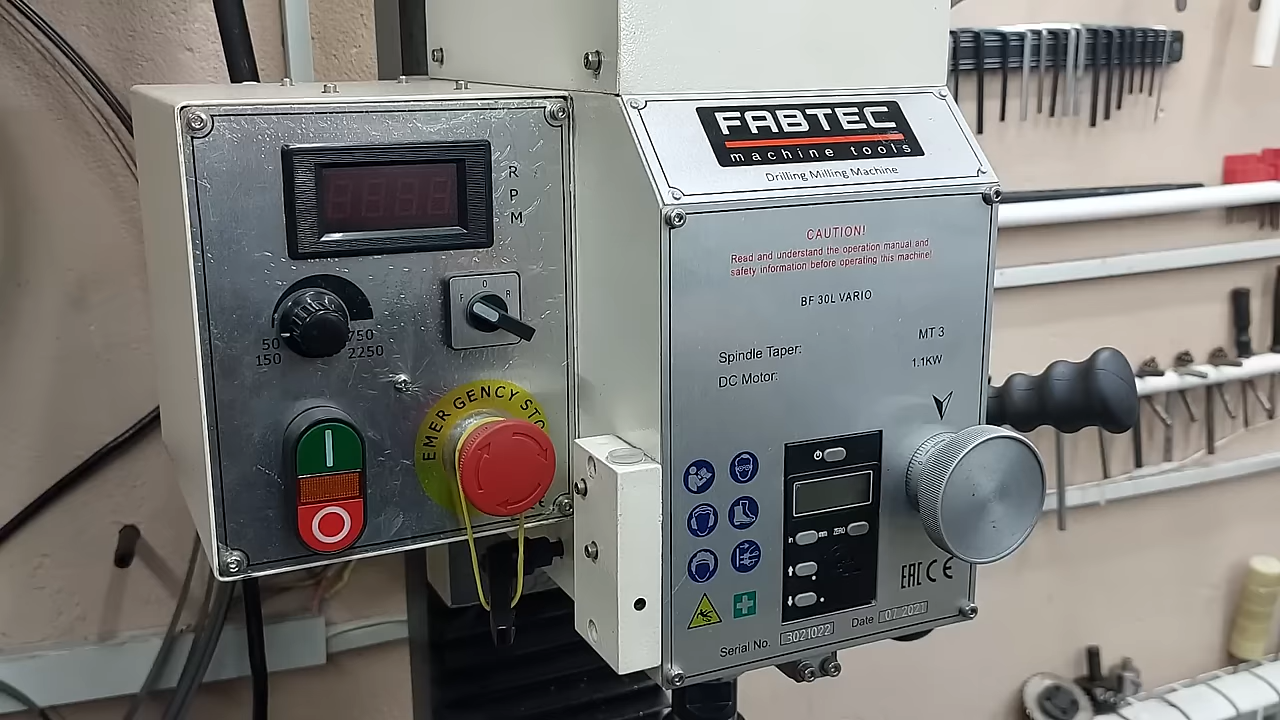 RPM
F O R
50 750
150 2250
EMERGENCY STO
FABTEC
machine tools
Drilling Milling Machine
CAUTION!
Read and understand the operation manual and
safety information before operating this machine!
BF 30L VARIO
Spindle Taper: MT 3
DC Motor: 1.1KW
in mm ZERO
EAC CE
Serial No. 3021022 Date 07.2021